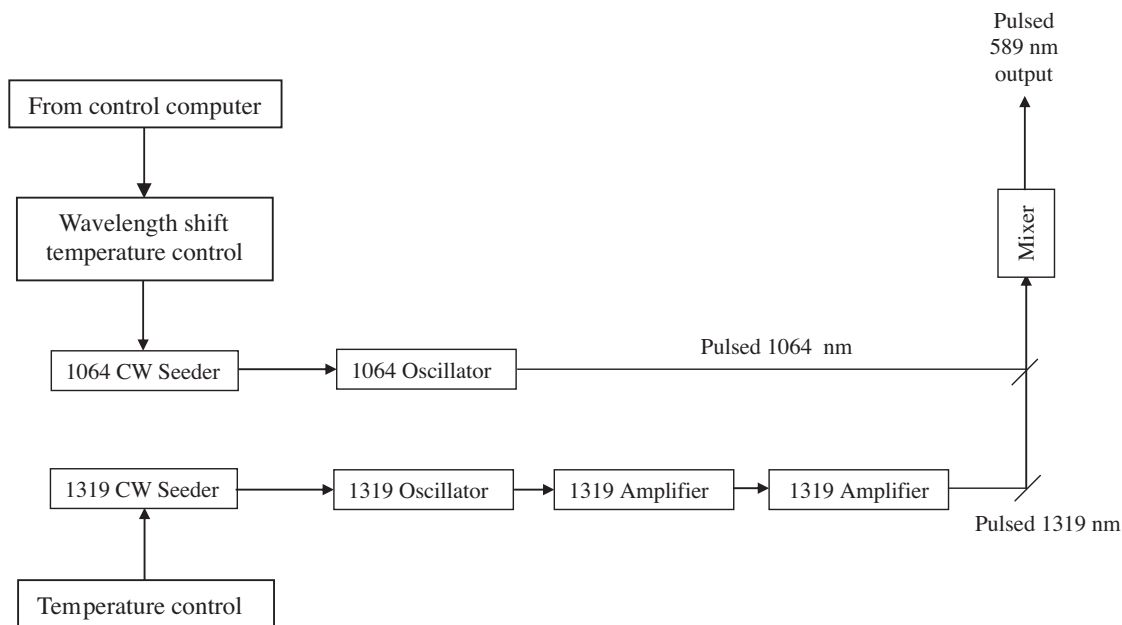 Pulsed
589 nm
output
From control computer
Wavelength shift
temperature control
Mixer
Pulsed 1064 nm
1064 CW Seeder
1064 Oscillator
1319 CW Seeder
1319 Oscillator
1319 Amplifier
1319 Amplifier
Pulsed 1319 nm
Temperature control